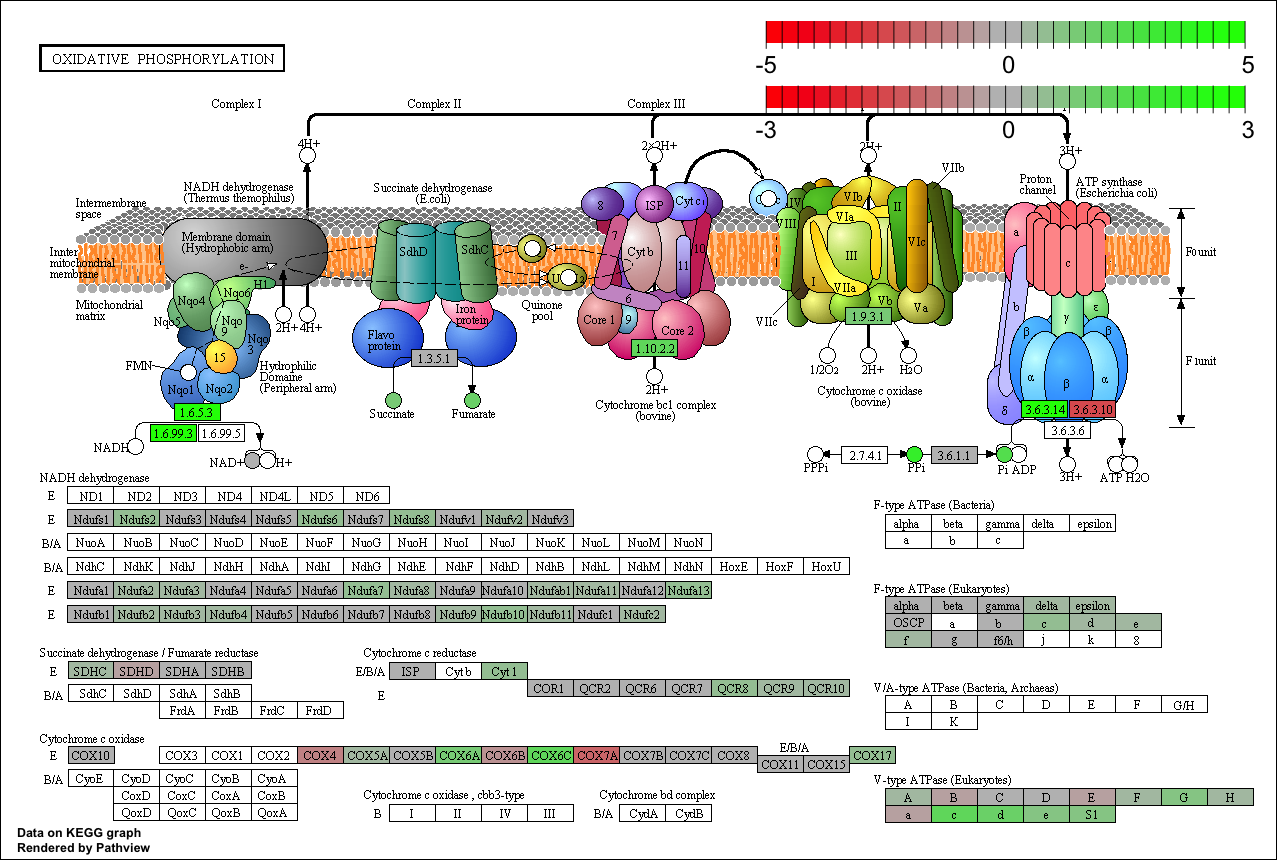 OXIDATIVE PHOSPHORYLATION
-5 0 5
-3 0 3
Complex I Complex II Complex III
4H+ 2×2H+ 2H+ 3H+
NADH dehydrogenase
(Thermus themophilus)
Succinate dehydrogenase
(E.coli)
Proton
channel
ATP synthase
(Escherichia coli)
VIIb
Intermembrane
space
8 ISP Cyt c1 IV VIb II
VIII VIa
Innter
mitochondrial
membrane
Membrane domain
(Hydrophobic arm)
e-
SdhD SdhC
7 Cyt b 10 11
III VIc I VIIa
a c
F0 unit
H1
Nqo4 Nqo6
Nqo5 Nqo
9
Nqo
3
Mitochondrial
matrix
2H+ 4H+
Quinone
pool
6
Core 1 9 Core 2
VIIc Vb Va
b γ ε
Flavo
protein
Iron
protein
1.3.5.1
1.10.2.2
1.9.3.1
β β
α β α
δ
F1unit
15
FMN
Nqo1 Nqo2
Hydrophilic
Domaine
(Peripheral arm)
1/2O2 2H+ H2O
2H+
Succinate Fumarate
Cytochrome bc1 complex
(bovine)
Cytochrome c oxidase
(bovine)
1.6.5.3
1.6.99.3 1.6.99.5
3.6.3.14 3.6.3.10
3.6.3.6
NADH
NAD+ H+
2.7.4.1 3.6.1.1
PPPi PPi Pi ADP
3H+
ATP H2O
NADH dehydrogenase
E ND1 ND2 ND3 ND4 ND4L ND5 ND6
E Ndufs1 Ndufs2 Ndufs3 Ndufs4 Ndufs5 Ndufs6 Ndufs7 Ndufs8 Ndufv1 Ndufv2 Ndufv3
B/A NuoA NuoB NuoC NuoD NuoE NuoF NuoG NuoH NuoI NuoJ NuoK NuoL NuoM NuoN
B/A NdhC NdhK NdhJ NdhH NdhA NdhI NdhG NdhE NdhF NdhD NdhB NdhL NdhM NdhN HoxE HoxF HoxU
E Ndufa1 Ndufa2 Ndufa3 Ndufa4 Ndufa5 Ndufa6 Ndufa7 Ndufa8 Ndufa9 Ndufa10 Ndufab1 Ndufa11 Ndufa12 Ndufa13
E Ndufb1 Ndufb2 Ndufb3 Ndufb4 Ndufb5 Ndufb6 Ndufb7 Ndufb8 Ndufb9 Ndufb10 Ndufb11 Ndufc1 Ndufc2
F-type ATPase (Bacteria)
alpha beta gamma delta epsilon
a b c
F-type ATPase (Eukaryotes)
alpha beta gamma delta epsilon
OSCP a b c d e
f g f6/h j k 8
Succinate dehydrogenase / Fumarate reductase
E SDHC SDHD SDHA SDHB
B/A SdhC SdhD SdhA SdhB
FrdA FrdB FrdC FrdD
Cytochrome c reductase
E/B/A ISP Cyt b Cyt 1
E COR1 QCR2 QCR6 QCR7 QCR8 QCR9 QCR10
V/A-type ATPase (Bacteria, Archaeas)
A B C D E F G/H
I K
Cytochrome c oxidase
E COX10 COX3 COX1 COX2 COX4 COX5A COX5B COX6A COX6B COX6C COX7A COX7B COX7C COX8
E/B/A
COX11 COX15
COX17
B/A CyoE CyoD CyoC CyoB CyoA
CoxD CoxC CoxA CoxB
QoxD QoxC QoxB QoxA
Cytochrome c oxidase , cbb3-type
B I II IV III
Cytochrome bd complex
B/A CydA CydB
V-type ATPase (Eukaryotes)
A B C D E F G H
a c d e S1
Data on KEGG graph
Rendered by Pathview